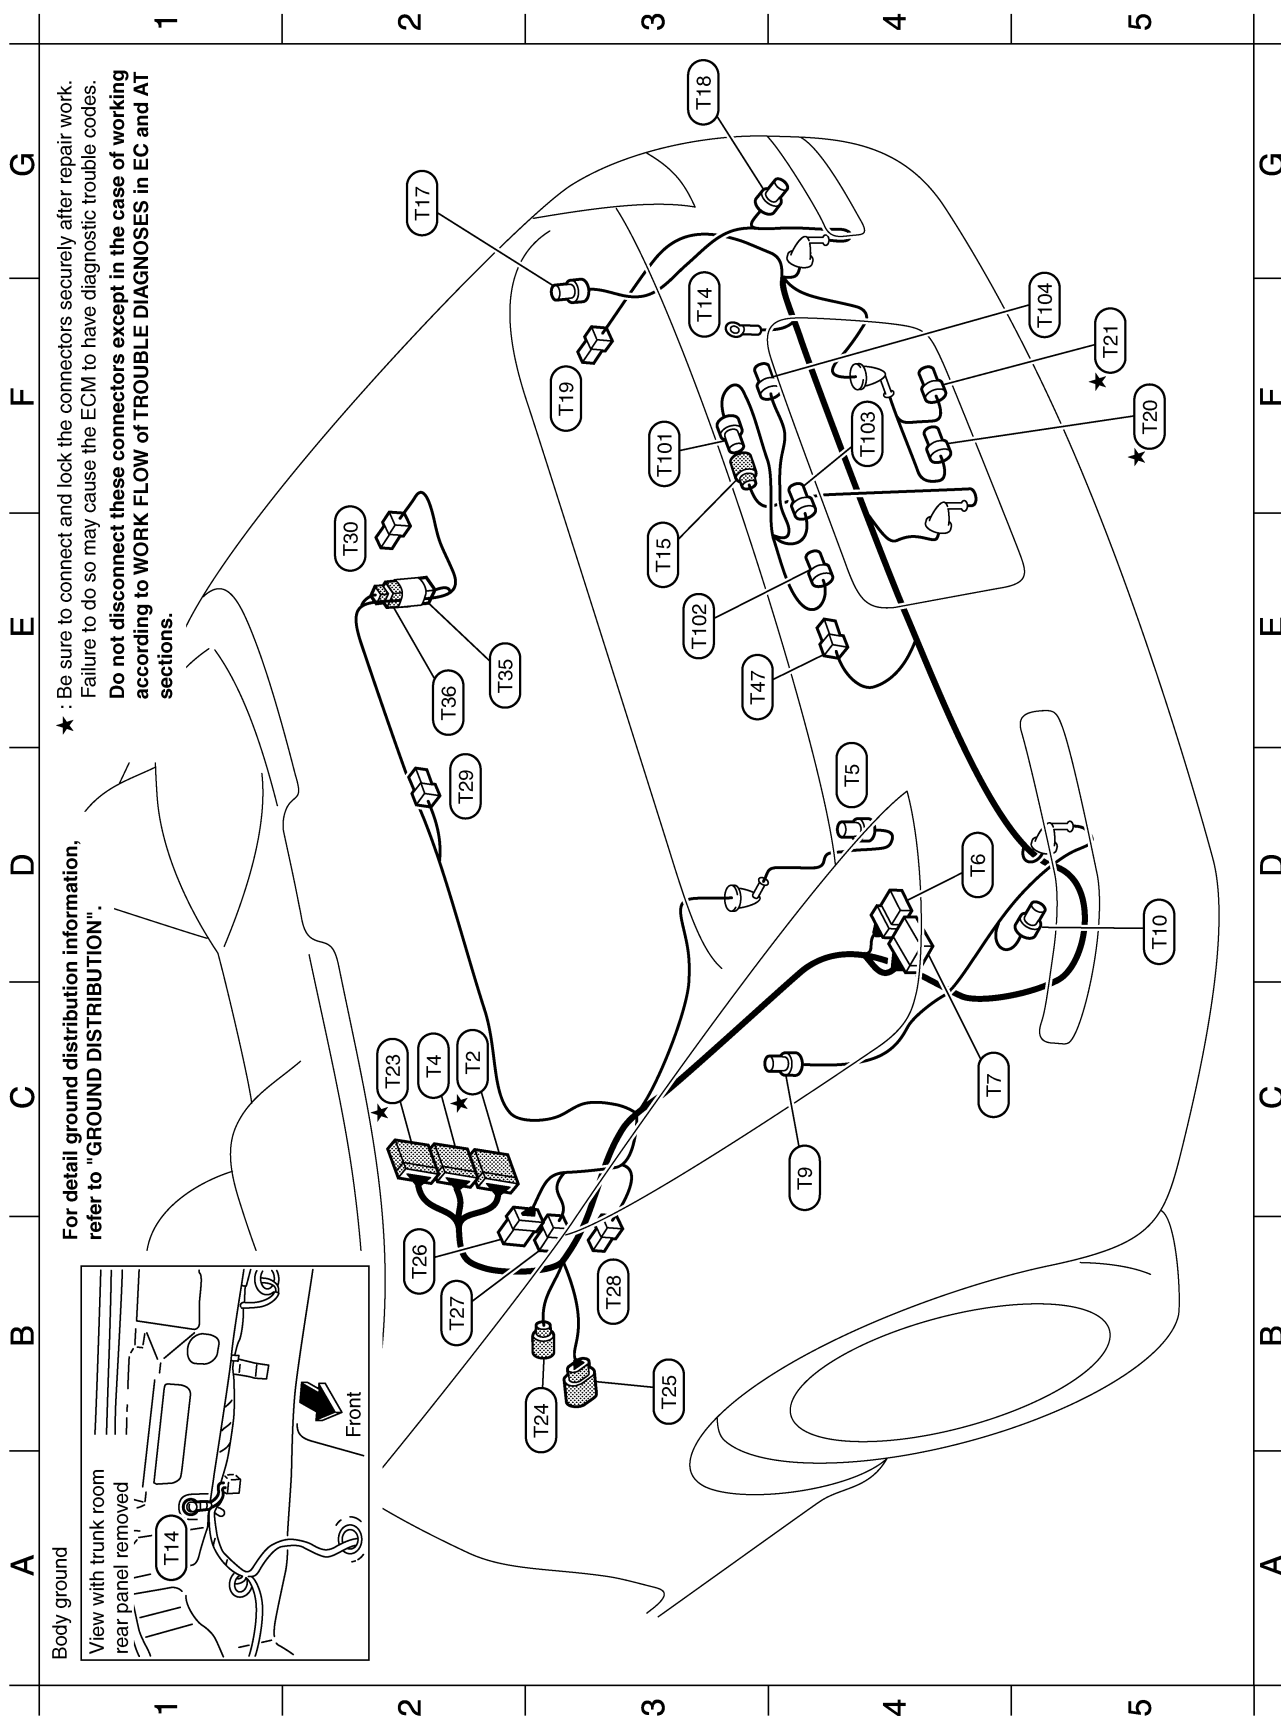 ★ : Be sure to connect and lock the connectors securely after repair work.
Failure to do so may cause the ECM to have diagnostic trouble codes.
Do not disconnect these connectors except in the case of working
according to WORK FLOW of TROUBLE DIAGNOSES in EC and AT
sections.
For detail ground distribution information,
refer to "GROUND DISTRIBUTION".
Body ground
View with trunk room
rear panel removed
T14
Front
A
B
C
D
E
F
G
1
2
3
4
5
1
2
3
4
5
A
B
C
D
E
F
G
★
T23
T4
★
T2
T26
T27
T28
T24
T25
T29
T30
T36
T35
T17
T18
T19
T14
T101
T15
T102
T103
T104
T47
★ T21
★ T20
T5
T6
T7
T9
T10